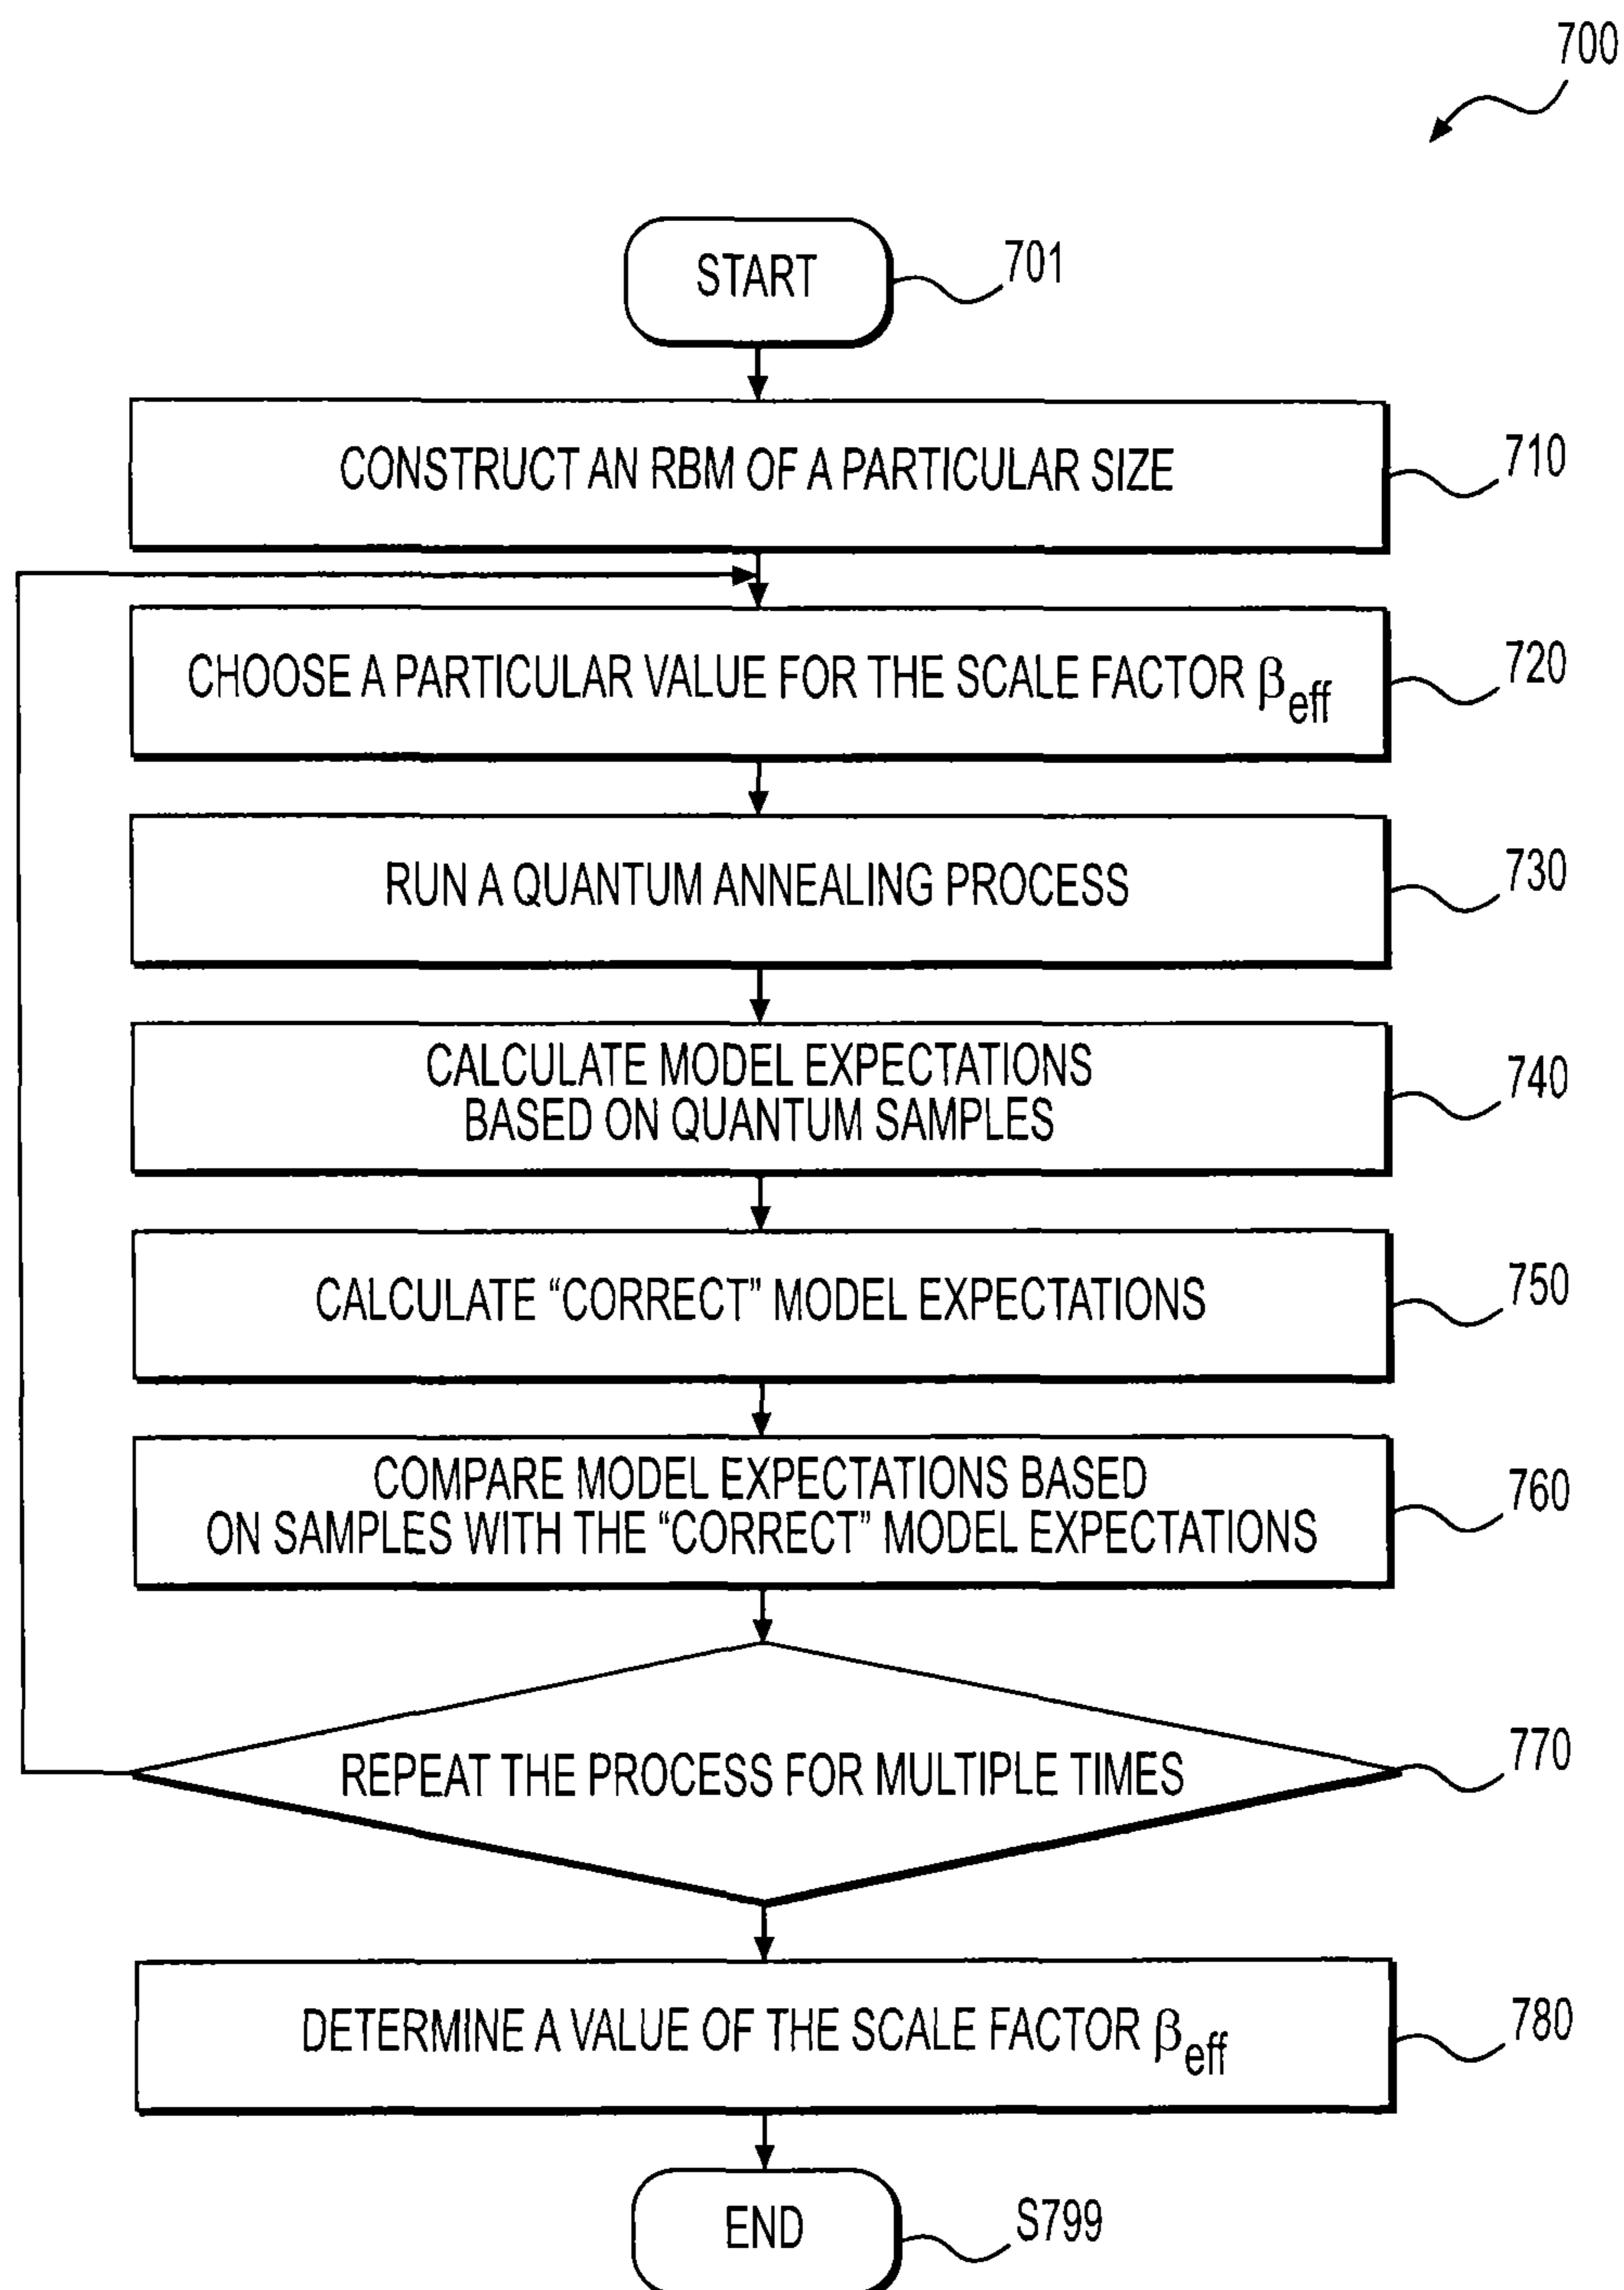 700
START
701
CONSTRUCT AN RBM OF A PARTICULAR SIZE
710
CHOOSE A PARTICULAR VALUE FOR THE SCALE FACTOR βeff
720
RUN A QUANTUM ANNEALING PROCESS
730
CALCULATE MODEL EXPECTATIONS
BASED ON QUANTUM SAMPLES
740
CALCULATE “CORRECT” MODEL EXPECTATIONS
750
COMPARE MODEL EXPECTATIONS BASED
ON SAMPLES WITH THE “CORRECT” MODEL EXPECTATIONS
760
REPEAT THE PROCESS FOR MULTIPLE TIMES
770
DETERMINE A VALUE OF THE SCALE FACTOR βeff
780
END
S799